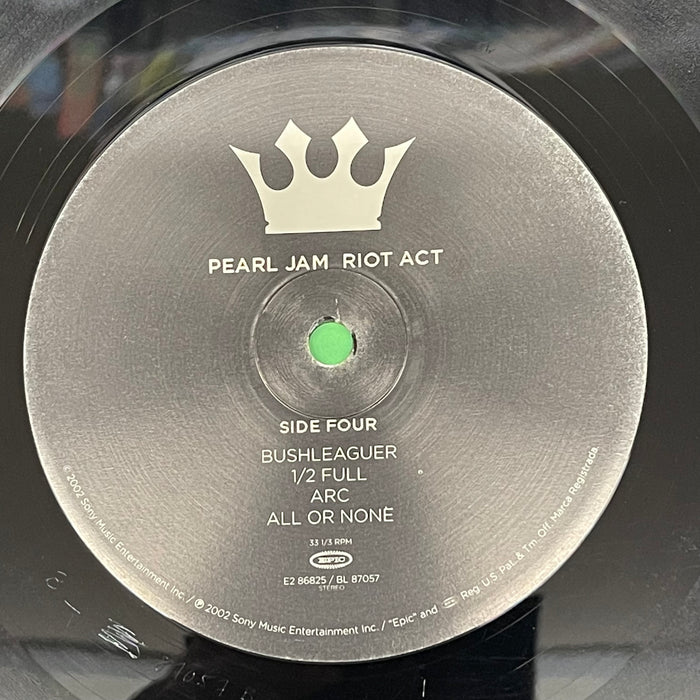 PEARL JAM RIOT ACT
SIDE FOUR
BUSHLEAGUER
1/2 FULL
ARC
ALL OR NONE
33 1/3 RPM
EPIC
E2 86825 / BL 87057
STEREO
© 2002 Sony Music Entertainment Inc. / ℗ 2002 Sony Music Entertainment Inc. / "Epic" and Reg. U.S. Pat. & Tm. Off. Marca Registrada